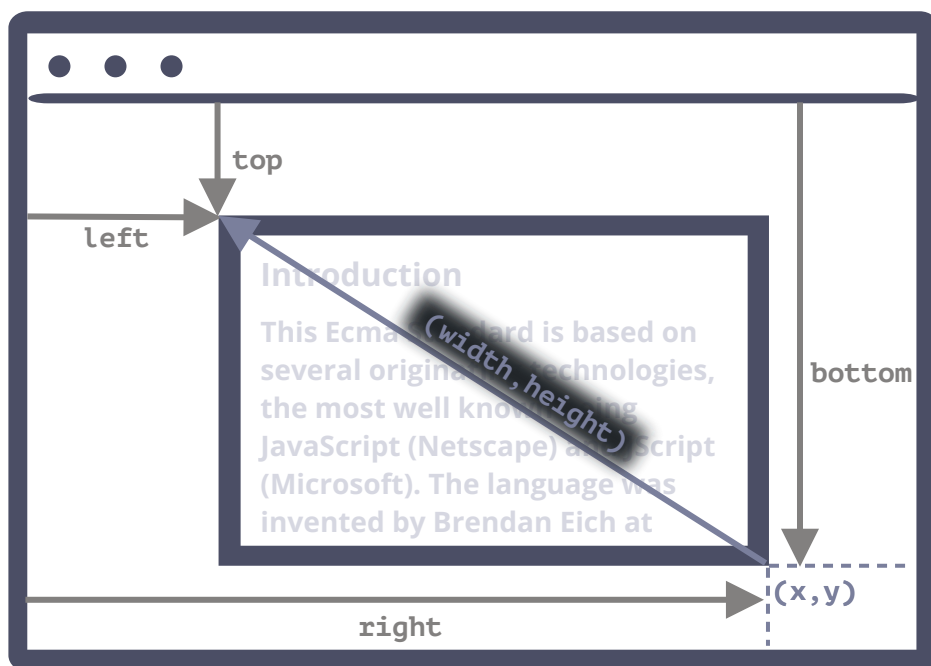 top
left
Introduction
This Ecma is based on
several technologies,
the most well
JavaScript (Netscape)
(Microsoft). The language was
invented by Brendan Eich at
(width,height)
bottom
(x,y)
right